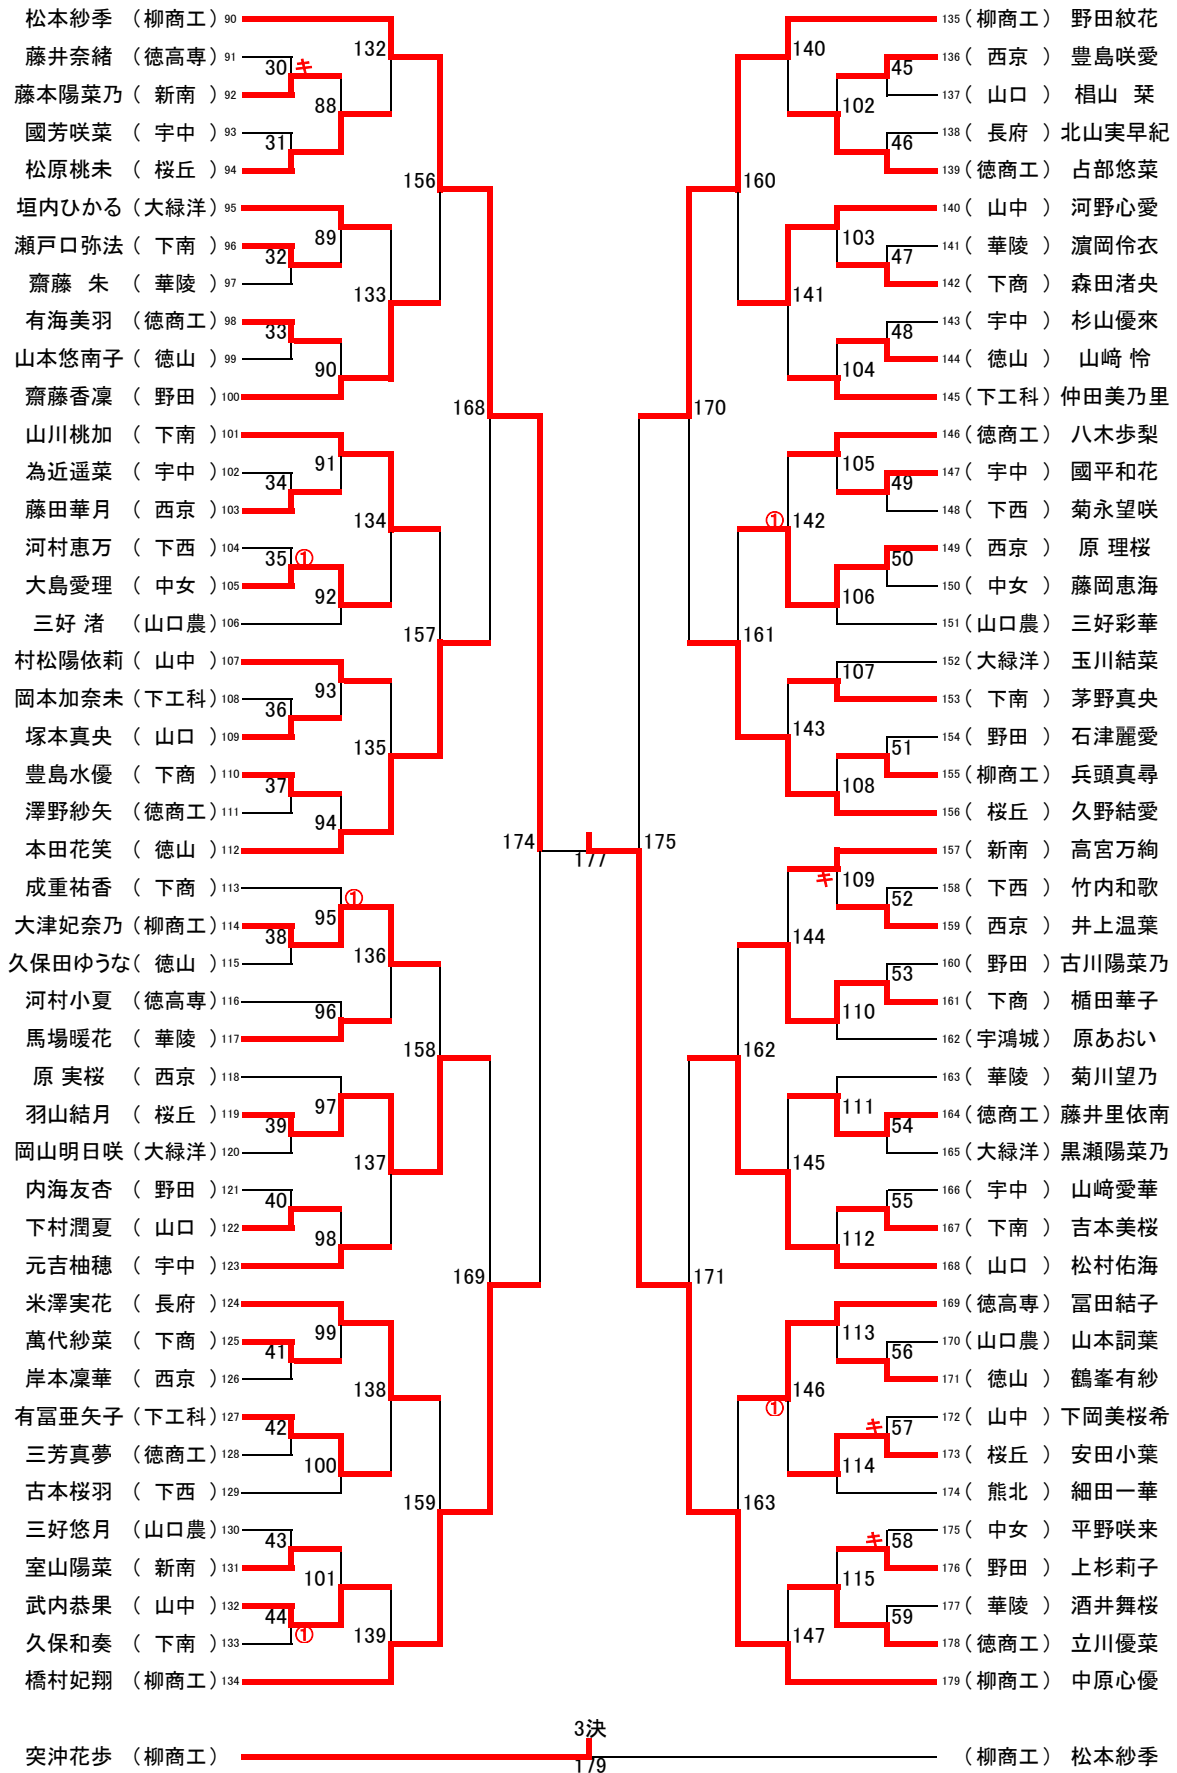 松本紗季 （柳商工） 90
藤井奈緒 （徳高専） 91
藤本陽菜乃 （ 新南 ） 92
國芳咲菜 （ 宇中 ） 93
松原桃未 （ 桜丘 ） 94
垣内ひかる （大緑洋） 95
瀬戸口弥法 （ 下南 ） 96
齋藤 朱 （ 華陵 ） 97
有海美羽 （徳商工） 98
山本悠南子 （ 徳山 ） 99
齋藤香凜 （ 野田 ） 100
山川桃加 （ 下南 ） 101
為近遥菜 （ 宇中 ） 102
藤田華月 （ 西京 ） 103
河村恵万 （ 下西 ） 104
大島愛理 （ 中女 ） 105
三好 渚 （山口農） 106
村松陽依莉 （ 山中 ） 107
岡本加奈未 （下工科） 108
塚本真央 （ 山口 ） 109
豊島水優 （ 下商 ） 110
澤野紗矢 （徳商工） 111
本田花笑 （ 徳山 ） 112
成重祐香 （ 下商 ） 113
大津妃奈乃 （柳商工） 114
久保田ゆうな （ 徳山 ） 115
河村小夏 （徳高専） 116
馬場暖花 （ 華陵 ） 117
原 実桜 （ 西京 ） 118
羽山結月 （ 桜丘 ） 119
岡山明日咲 （大緑洋） 120
内海友杏 （ 野田 ） 121
下村潤夏 （ 山口 ） 122
元吉柚穂 （ 宇中 ） 123
米澤実花 （ 長府 ） 124
萬代紗菜 （ 下商 ） 125
岸本凜華 （ 西京 ） 126
有冨亜矢子 （下工科） 127
三芳真夢 （徳商工） 128
古本桜羽 （ 下西 ） 129
三好悠月 （山口農） 130
室山陽菜 （ 新南 ） 131
武内恭果 （ 山中 ） 132
久保和奏 （ 下南 ） 133
橋村妃翔 （柳商工） 134
30 キ
31
32
33
34
35 ①
36
37
38
39
40
41
42
43
44 ①
88
89
90
91
92
93
94
95 ①
96
97
98
99
100
101
132
133
134
135
136
137
138
139
156
157
158
159
168
169
174
177
175
170
171
160
161
162
163
140
141
142 ①
143
144
145
146 ①
147
102
103
104
105
106
107
108
109 キ
110
111
112
113
114
115
45
46
47
48
49
50
51
52
53
54
55
56
57 キ
58 キ
59
135 （柳商工） 野田紋花
136 （ 西京 ） 豊島咲愛
137 （ 山口 ） 椙山 栞
138 （ 長府 ） 北山実早紀
139 （徳商工） 占部悠菜
140 （ 山中 ） 河野心愛
141 （ 華陵 ） 濵岡伶衣
142 （ 下商 ） 森田渚央
143 （ 宇中 ） 杉山優來
144 （ 徳山 ） 山﨑 怜
145 （下工科） 仲田美乃里
146 （徳商工） 八木歩梨
147 （ 宇中 ） 國平和花
148 （ 下西 ） 菊永望咲
149 （ 西京 ） 原 理桜
150 （ 中女 ） 藤岡恵海
151 （山口農） 三好彩華
152 （大緑洋） 玉川結菜
153 （ 下南 ） 茅野真央
154 （ 野田 ） 石津麗愛
155 （柳商工） 兵頭真尋
156 （ 桜丘 ） 久野結愛
157 （ 新南 ） 高宮万絢
158 （ 下西 ） 竹内和歌
159 （ 西京 ） 井上温葉
160 （ 野田 ） 古川陽菜乃
161 （ 下商 ） 楯田華子
162 （宇鴻城） 原あおい
163 （ 華陵 ） 菊川望乃
164 （徳商工） 藤井里依南
165 （大緑洋） 黒瀬陽菜乃
166 （ 宇中 ） 山﨑愛華
167 （ 下南 ） 吉本美桜
168 （ 山口 ） 松村佑海
169 （徳高専） 冨田結子
170 （山口農） 山本詞葉
171 （ 徳山 ） 鶴峯有紗
172 （ 山中 ） 下岡美桜希
173 （ 桜丘 ） 安田小葉
174 （ 熊北 ） 細田一華
175 （ 中女 ） 平野咲来
176 （ 野田 ） 上杉莉子
177 （ 華陵 ） 酒井舞桜
178 （徳商工） 立川優菜
179 （柳商工） 中原心優
3決
突沖花歩 （柳商工） 179 （柳商工） 松本紗季